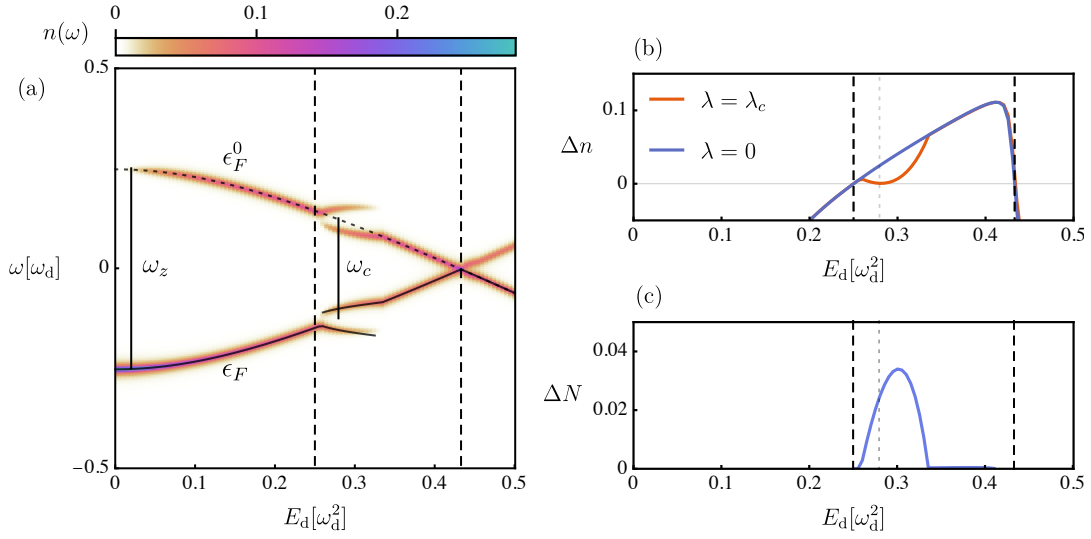 0 0.1 0.2
n(ω)
(a)
0.5
ω[ω_d] 0
−0.5
ϵ_F^0
ω_z
ω_c
ϵ_F
0 0.1 0.2 0.3 0.4 0.5
E_d[ω_d^2]
(b)
0.1
Δn
0
λ = λ_c
λ = 0
0 0.1 0.2 0.3 0.4 0.5
E_d[ω_d^2]
(c)
0.04
ΔN
0.02
0
0 0.1 0.2 0.3 0.4 0.5
E_d[ω_d^2]